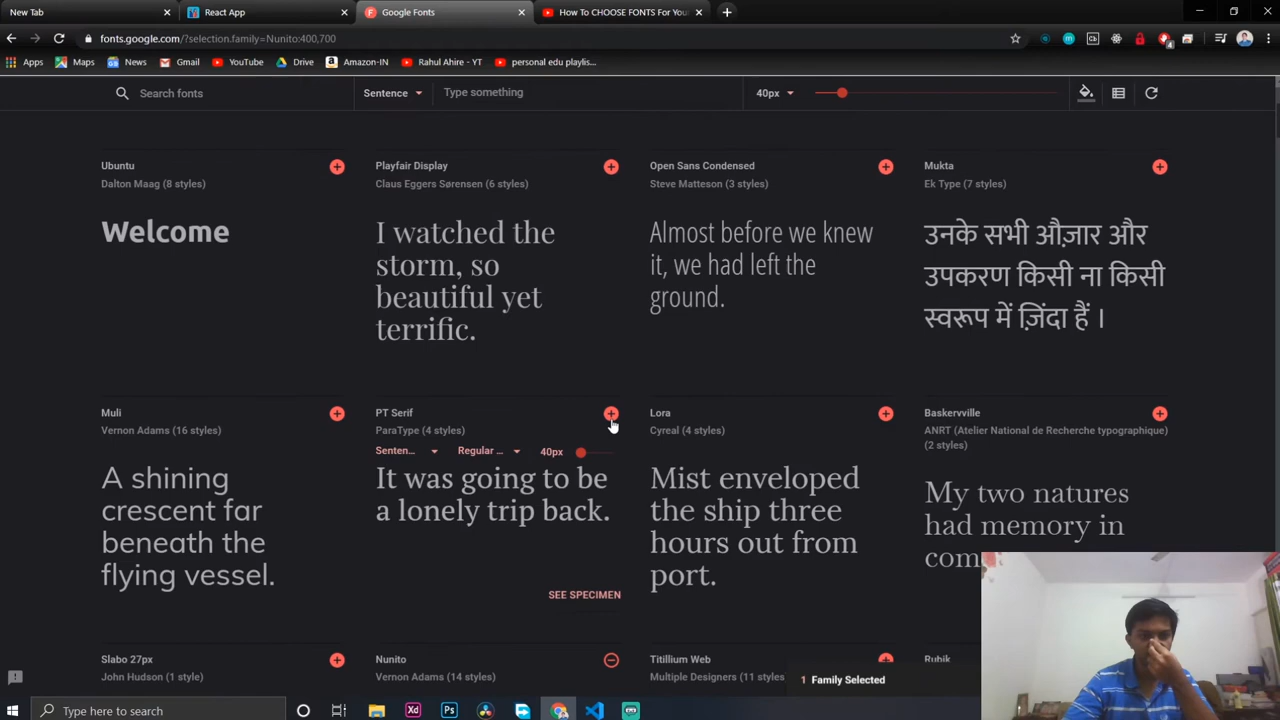 New Tab
React App
Google Fonts
How To CHOOSE FONTS For You
fonts.google.com/?selection.family=Nunito:400,700
4
Apps
Maps
News
Gmail
YouTube
Drive
Amazon-IN
Rahul Ahire - YT
personal edu playlis...
Search fonts
Sentence
Type something
40px
Ubuntu
Dalton Maag (8 styles)
Welcome
Playfair Display
Claus Eggers Sørensen (6 styles)
I watched the
storm, so
beautiful yet
terrific.
Open Sans Condensed
Steve Matteson (3 styles)
Almost before we knew
it, we had left the
ground.
Mukta
Ek Type (7 styles)
उनके सभी औज़ार और
उपकरण किसी ना किसी
स्वरूप में ज़िंदा हैं ।
Muli
Vernon Adams (16 styles)
A shining
crescent far
beneath the
flying vessel.
PT Serif
ParaType (4 styles)
Senten...
Regular ...
40px
It was going to be
a lonely trip back.
SEE SPECIMEN
Lora
Cyreal (4 styles)
Mist enveloped
the ship three
hours out from
port.
Baskervville
ANRT (Atelier National de Recherche typographique)
(2 styles)
My two natures
had memory in
com
Slabo 27px
John Hudson (1 style)
Nunito
Vernon Adams (14 styles)
Titillium Web
Multiple Designers (11 styles
Rubik
1 Family Selected
Type here to search
Xd
Ps